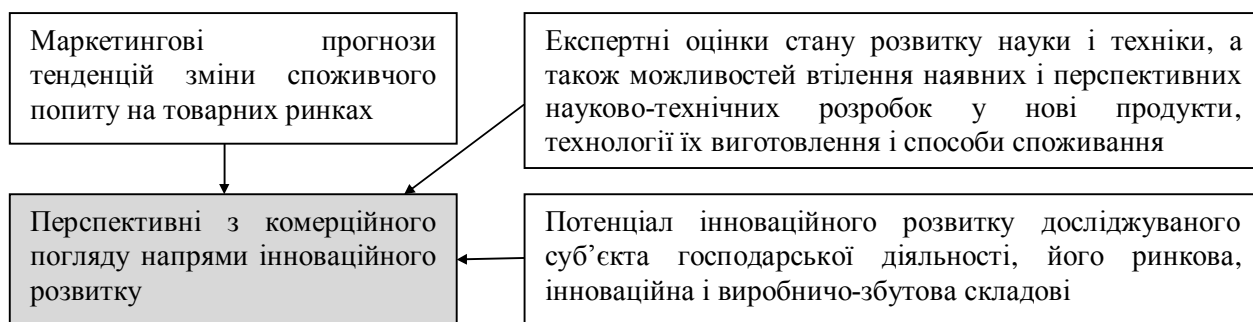 Маркетингові прогнози
тенденцій зміни споживчого
попиту на товарних ринках
Експертні оцінки стану розвитку науки і техніки, а
також можливостей втілення наявних і перспективних
науково-технічних розробок у нові продукти,
технології їх виготовлення і способи споживання
Перспективні з комерційного
погляду напрями інноваційного
розвитку
Потенціал інноваційного розвитку досліджуваного
суб’єкта господарської діяльності, його ринкова,
інноваційна і виробничо-збутова складові